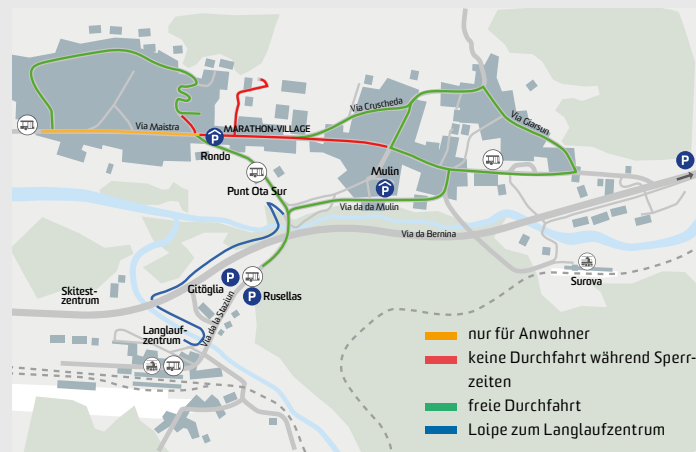 Via Cruscheda
Via Giarsun
Via Maistra
P
MARATHON-VILLAGE
Rondo
Mulin
P
P
Punt Ota Sur
Via da da Mulin
Via da Bernina
Surova
Skitest-
zentrum
Gitöglia
P
P
Rusellas
Via da la Staziun
Langlauf-
zentrum
nur für Anwohner
keine Durchfahrt während Sperr-
zeiten
freie Durchfahrt
Loipe zum Langlaufzentrum